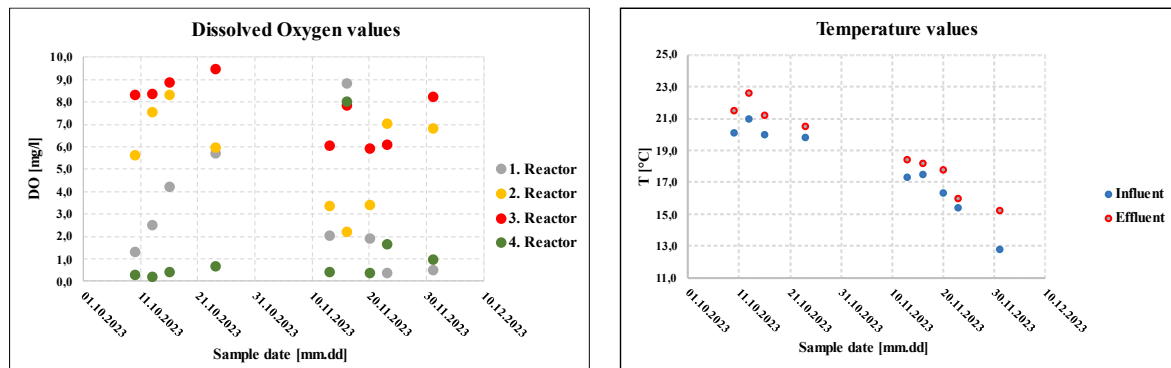 Dissolved Oxygen values
10,0
9,0
8,0
7,0
6,0
5,0
4,0
3,0
2,0
1,0
0,0
DO [mg/l]
1. Reactor
2. Reactor
3. Reactor
4. Reactor
01.10.2023
11.10.2023
21.10.2023
31.10.2023
10.11.2023
20.11.2023
30.11.2023
10.12.2023
Sample date [mm.dd]
Temperature values
25,0
23,0
21,0
19,0
17,0
15,0
13,0
11,0
T [°C]
Influent
Effluent
01.10.2023
11.10.2023
21.10.2023
31.10.2023
10.11.2023
20.11.2023
30.11.2023
10.12.2023
Sample date [mm.dd]